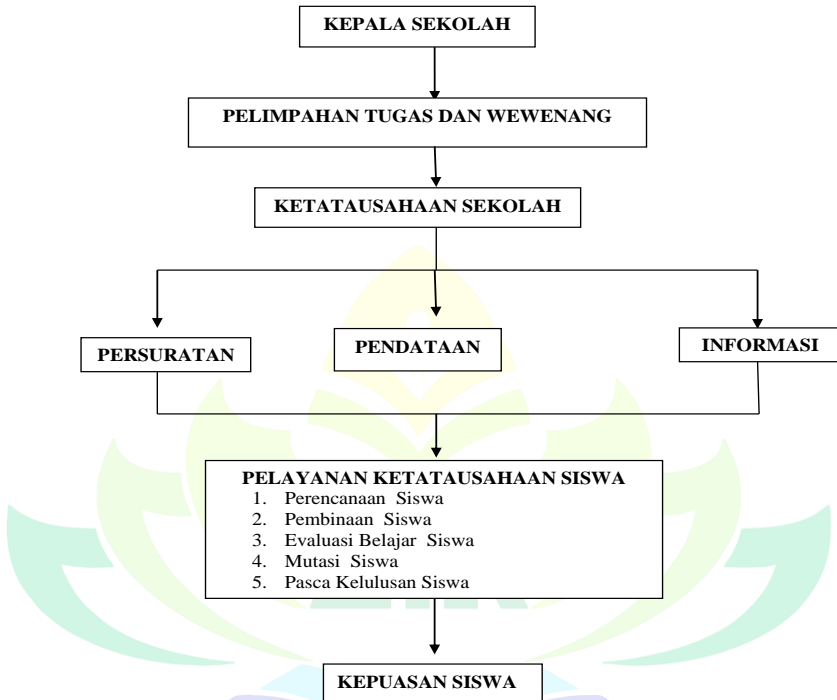 KEPALA SEKOLAH
PELIMPAHAN TUGAS DAN WEWENANG
KETATAUSAHAAN SEKOLAH
PERSURATAN
PENDATAAN
INFORMASI
PELAYANAN KETATAUSAHAAN SISWA
1. Perencanaan Siswa
2. Pembinaan Siswa
3. Evaluasi Belajar Siswa
4. Mutasi Siswa
5. Pasca Kelulusan Siswa
KEPUASAN SISWA